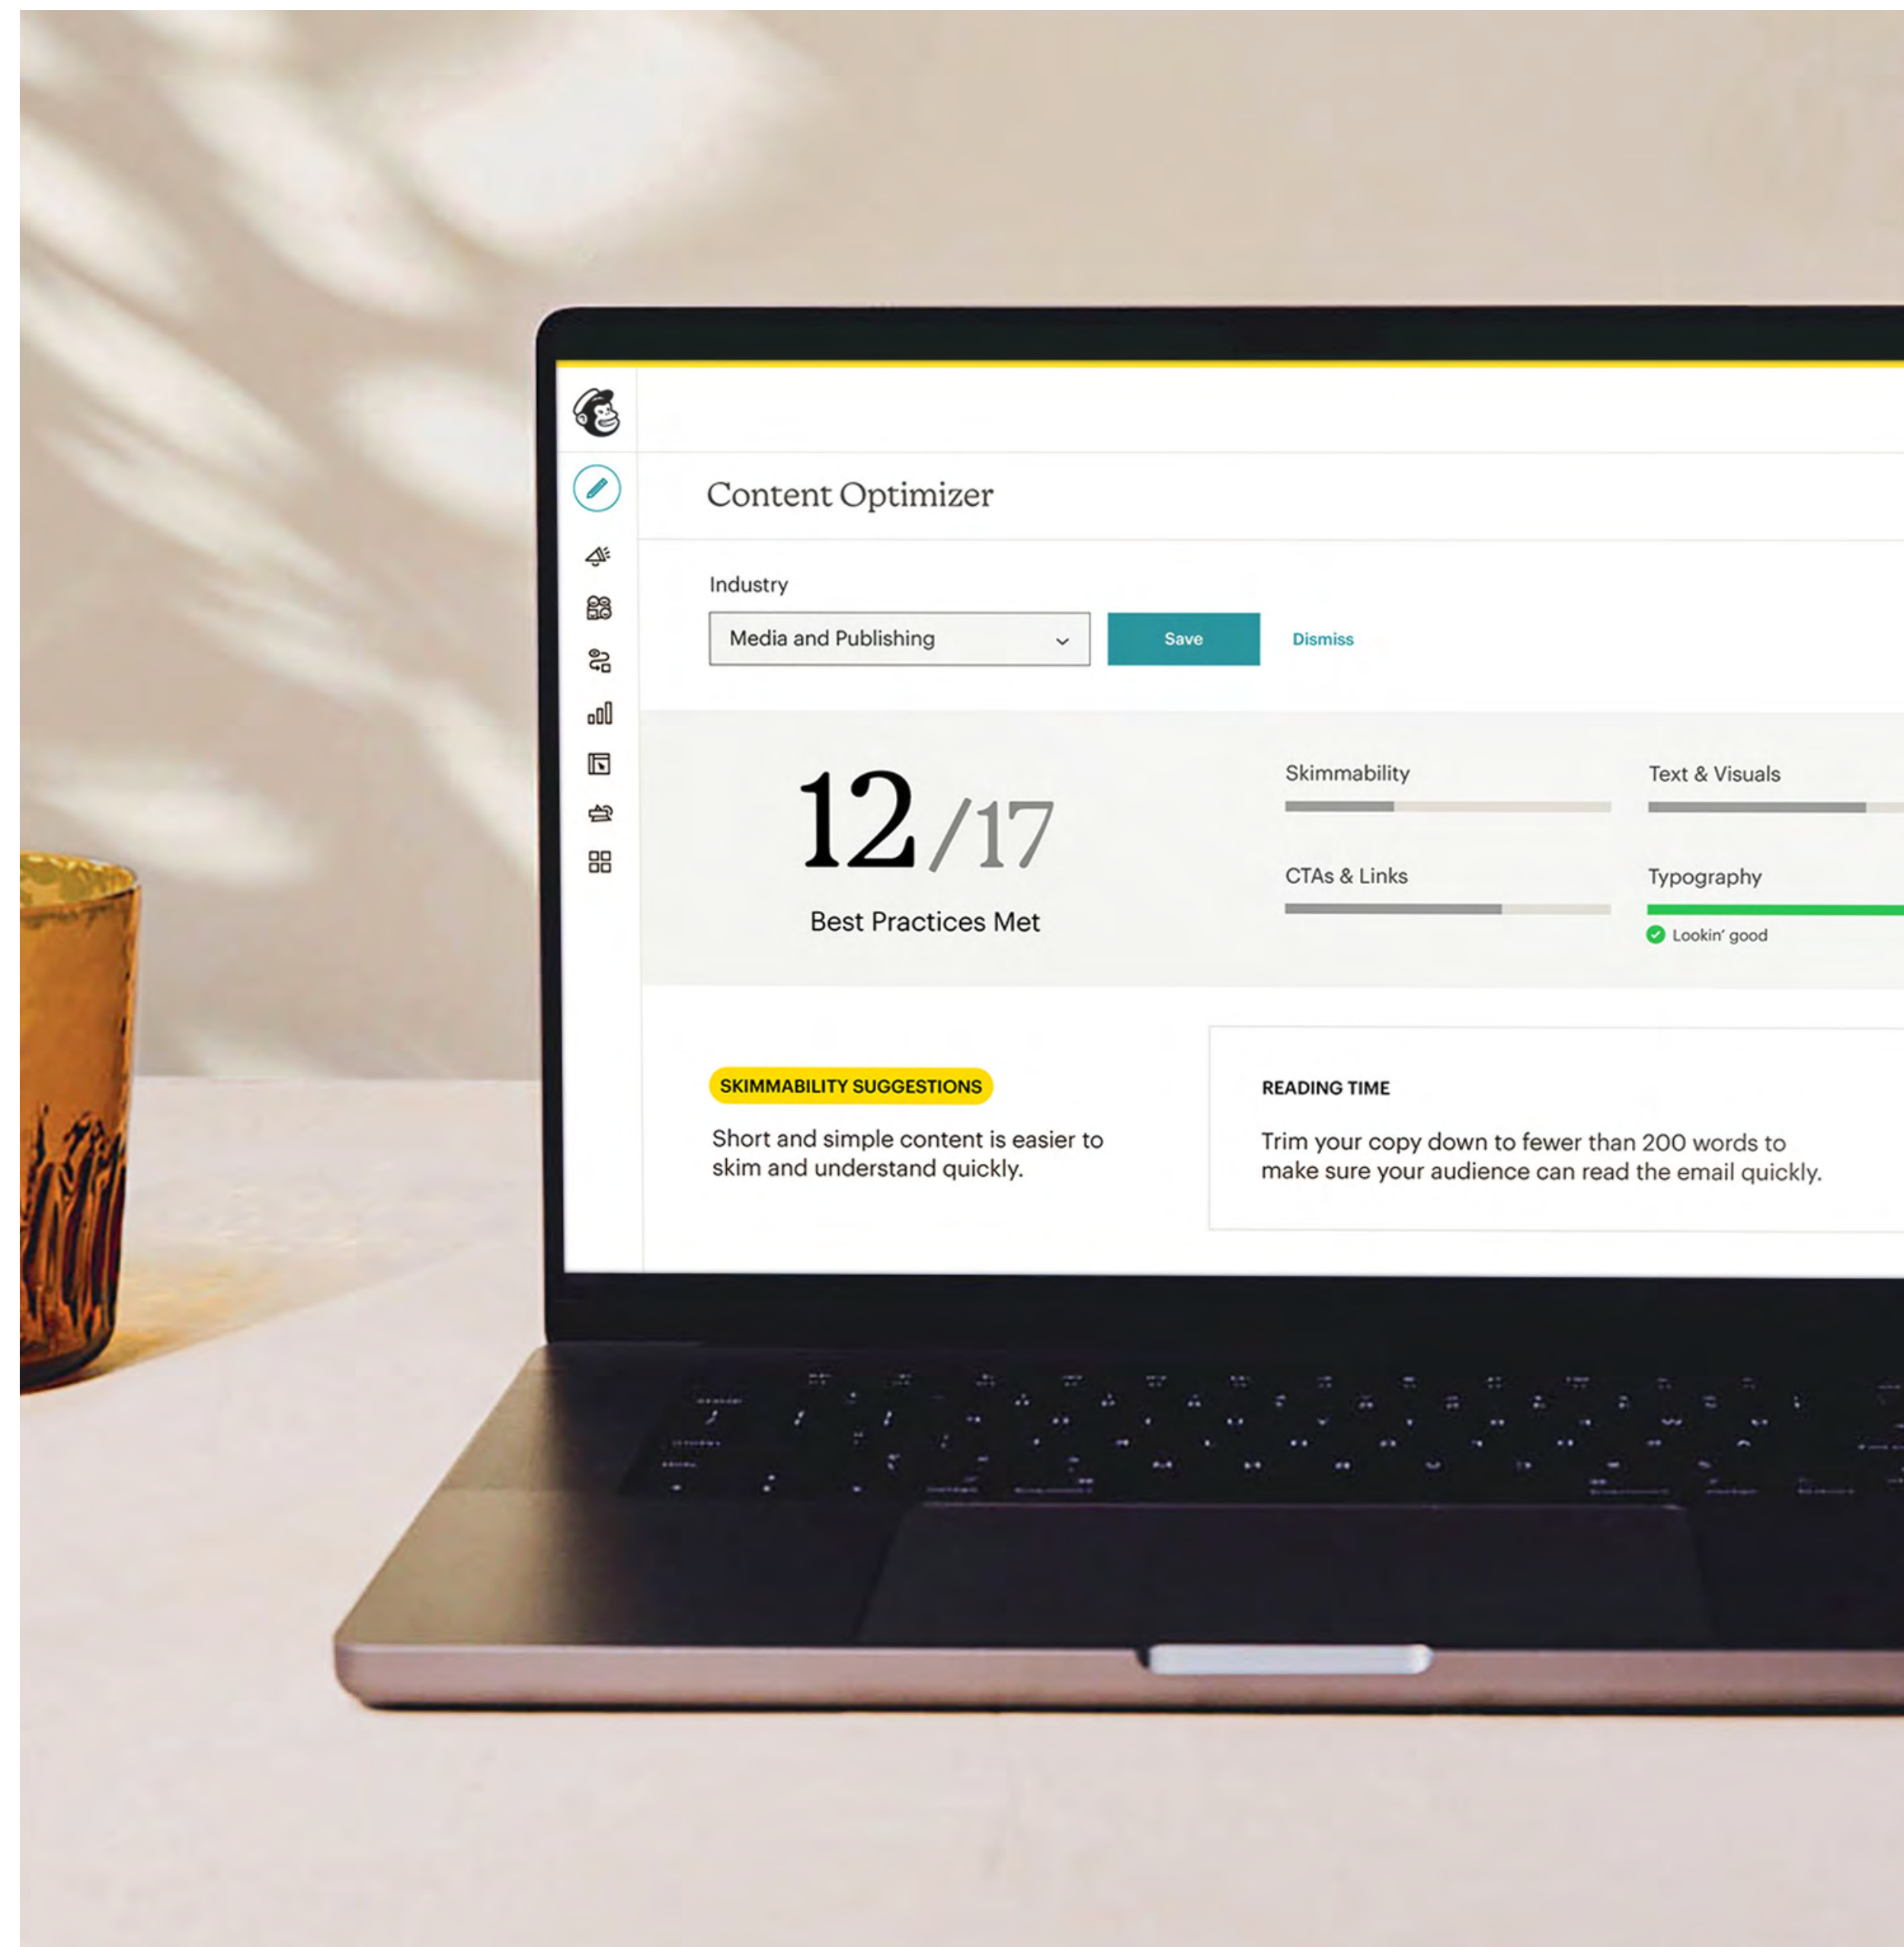 Content Optimizer
Industry
Media and Publishing
Save
Dismiss
12/17
Best Practices Met
Skimmability
Text & Visuals
CTAs & Links
Typography
Lookin’ good
SKIMMABILITY SUGGESTIONS
Short and simple content is easier to
skim and understand quickly.
READING TIME
Trim your copy down to fewer than 200 words to
make sure your audience can read the email quickly.